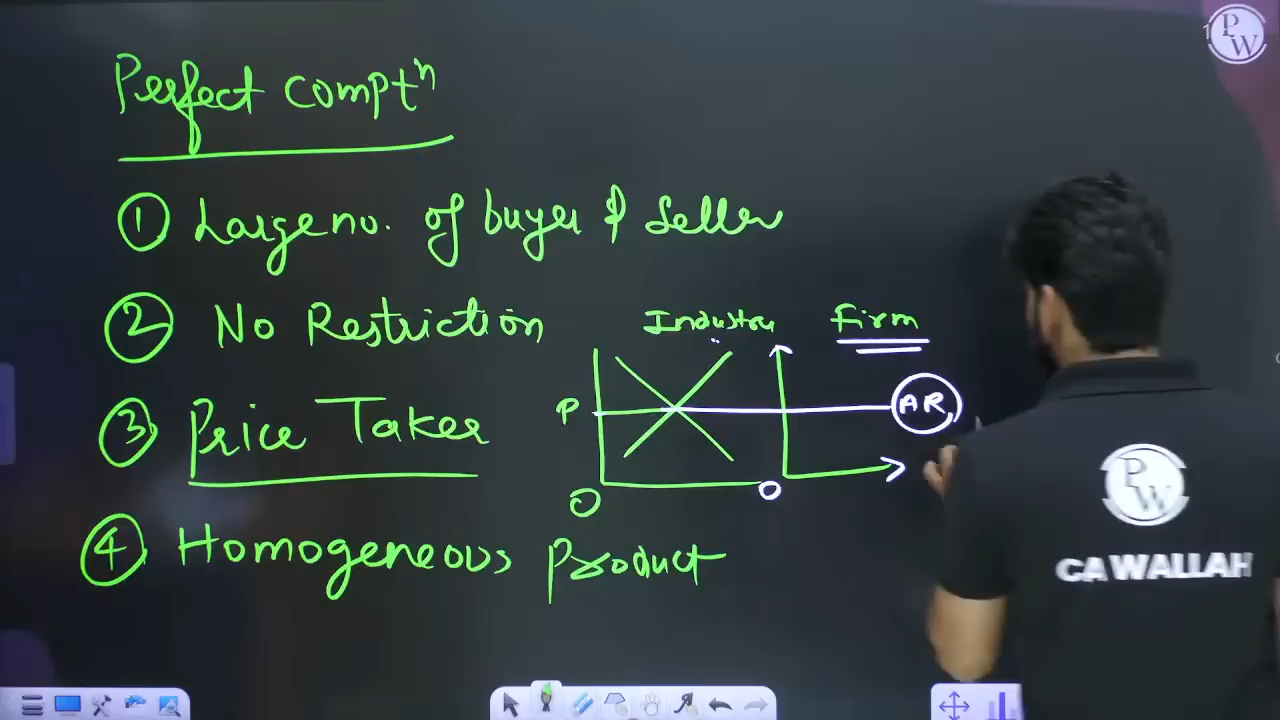 PW
Perfect comptⁿ
① Large no. of buyer & Seller
② No Restriction
Industry Firm
③ Price Taker
P
AR
O
O
④ Homogeneous Product
PW
CA WALLAH